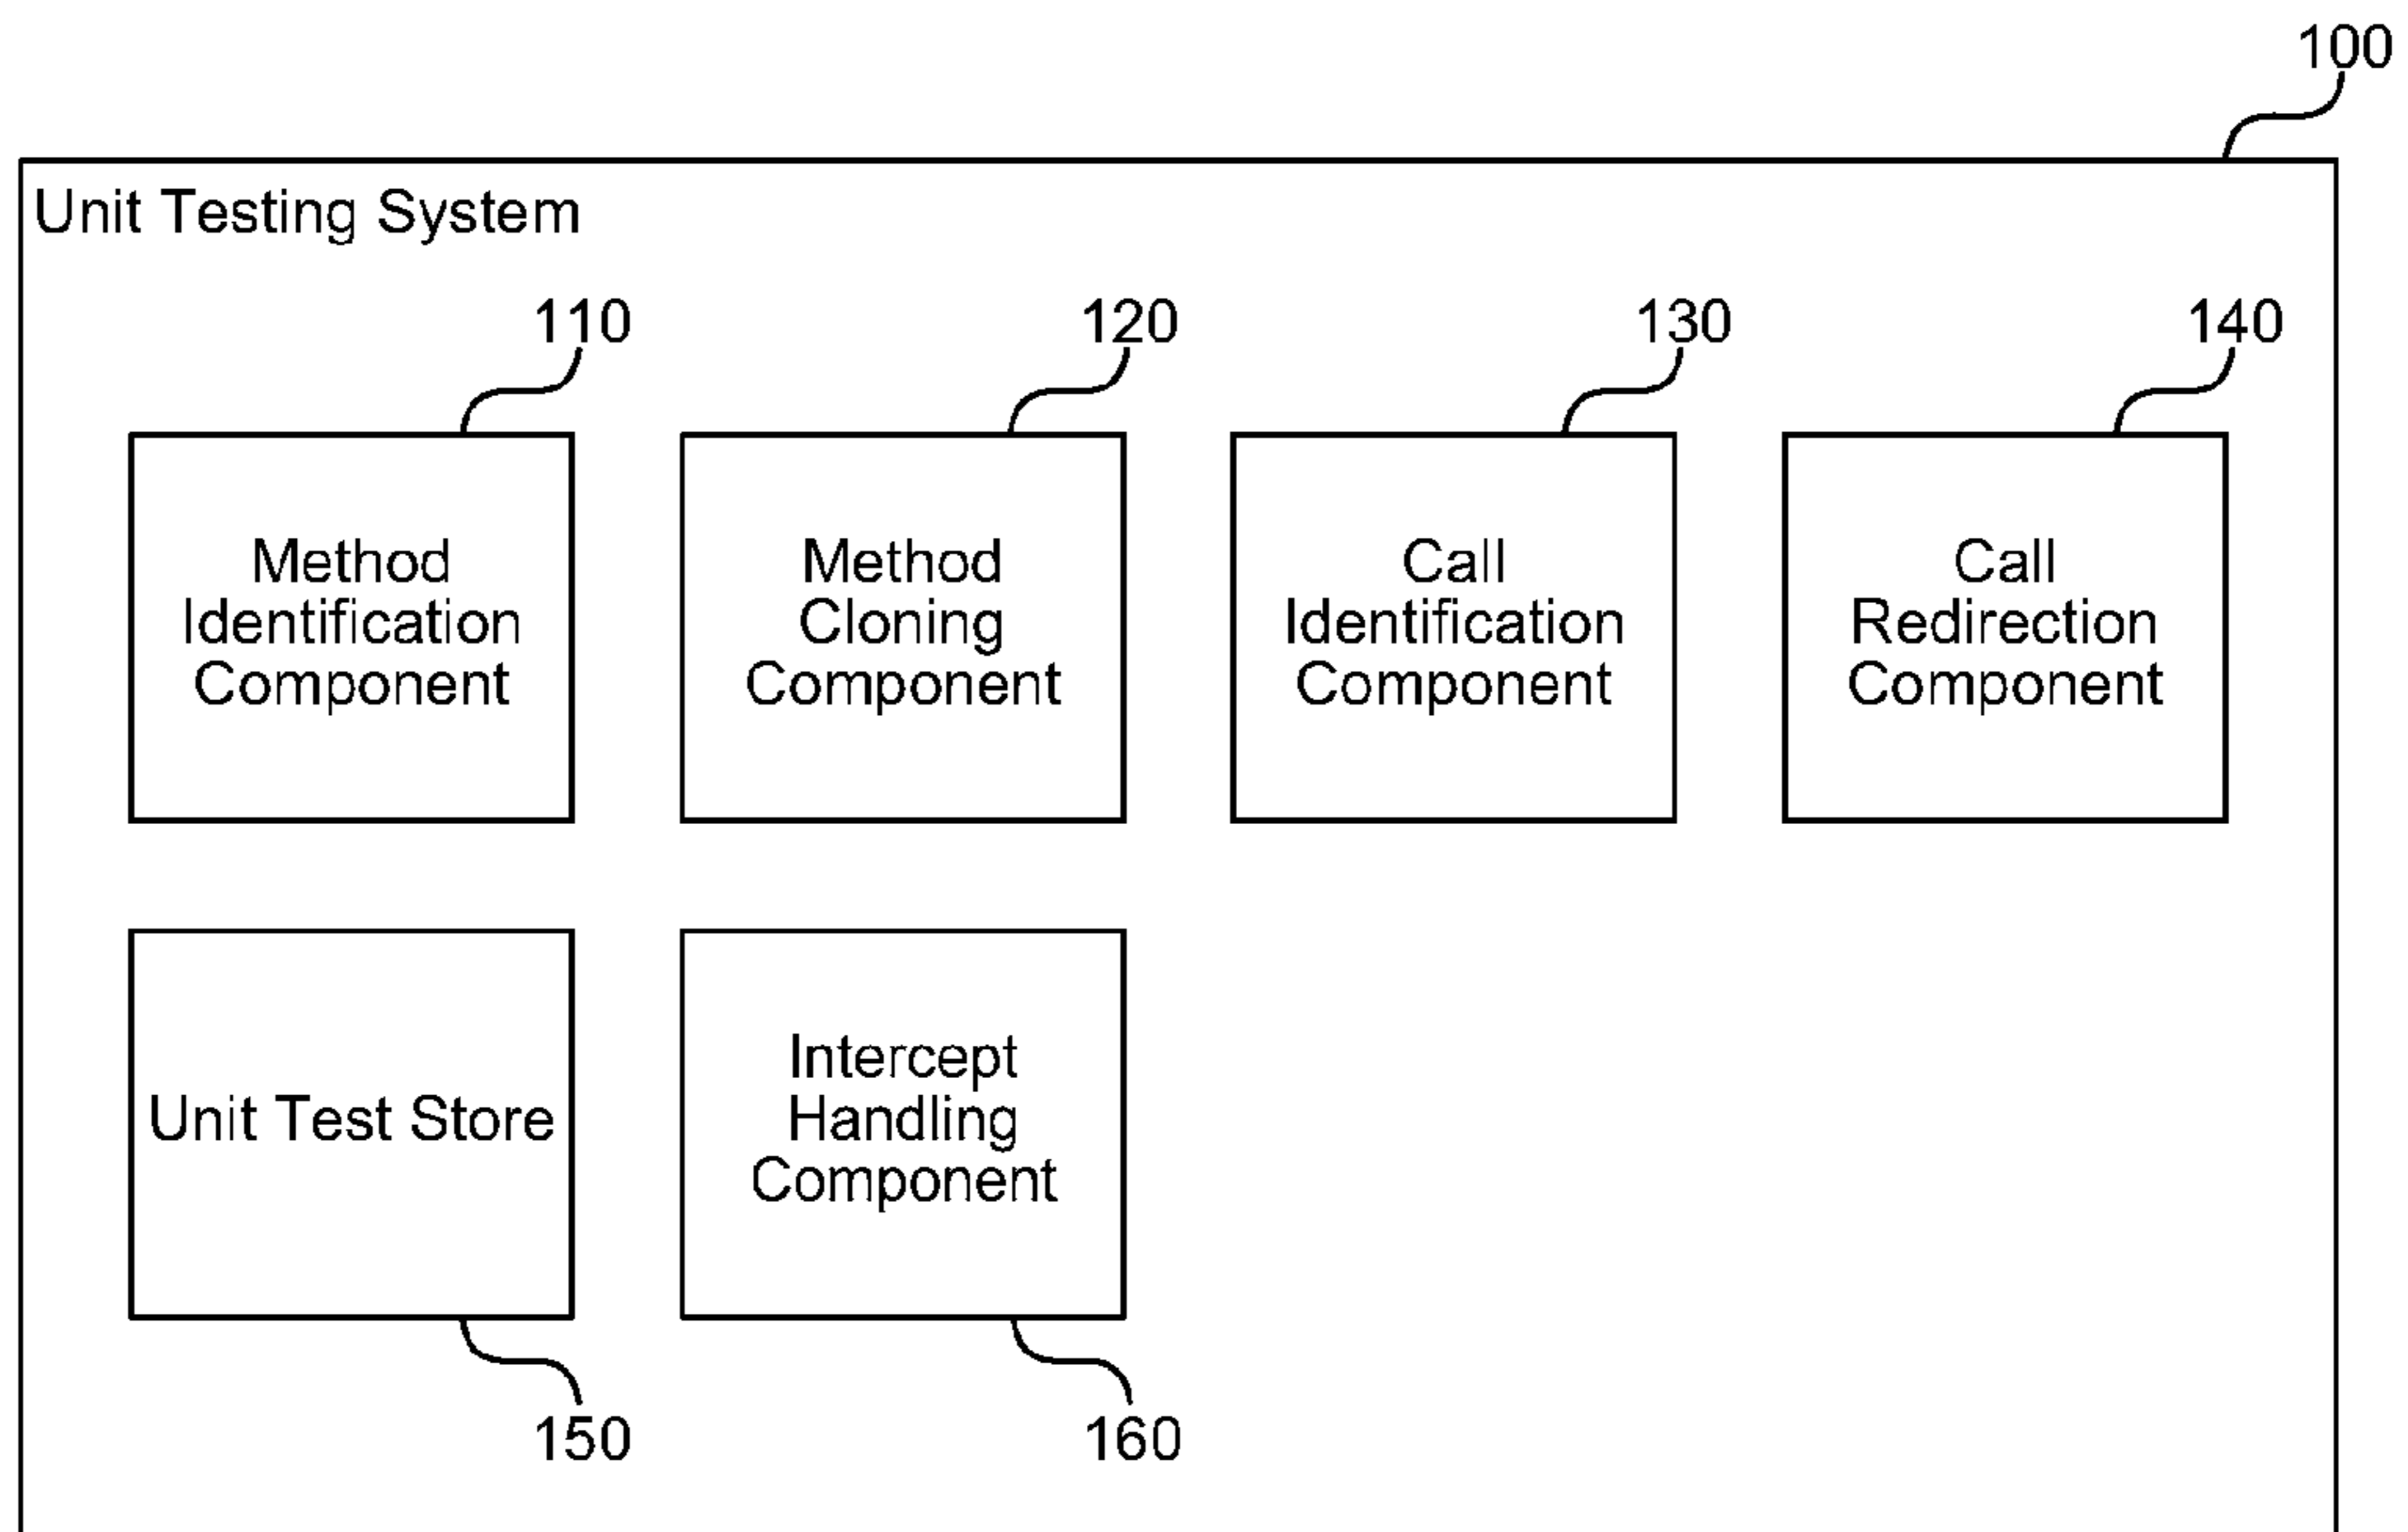 100
Unit Testing System
110
120
130
140
Method
Identification
Component
Method
Cloning
Component
Call
Identification
Component
Call
Redirection
Component
Unit Test Store
Intercept
Handling
Component
150
160